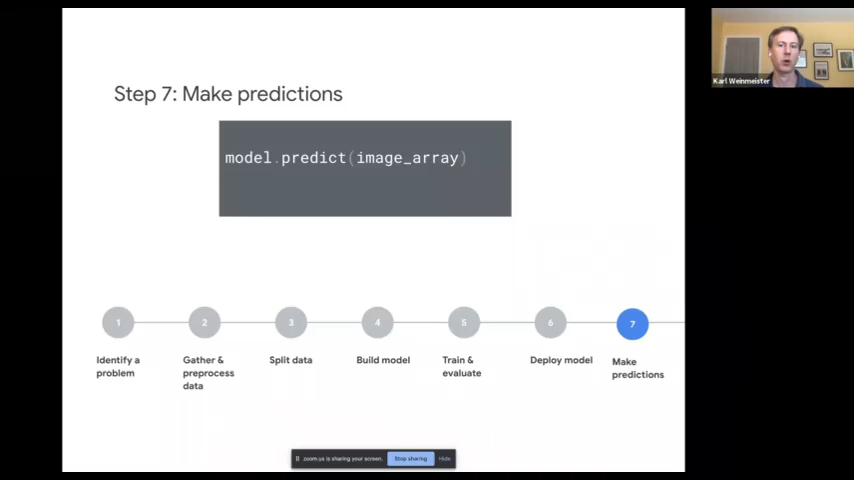 Step 7: Make predictions
Karl Weinmeister
model.predict(image_array)
1
2
3
4
5
6
7
Identify a
problem
Gather &
preprocess
data
Split data
Build model
Train &
evaluate
Deploy model
Make
predictions
zoom.us is sharing your screen.
Stop sharing
Hide